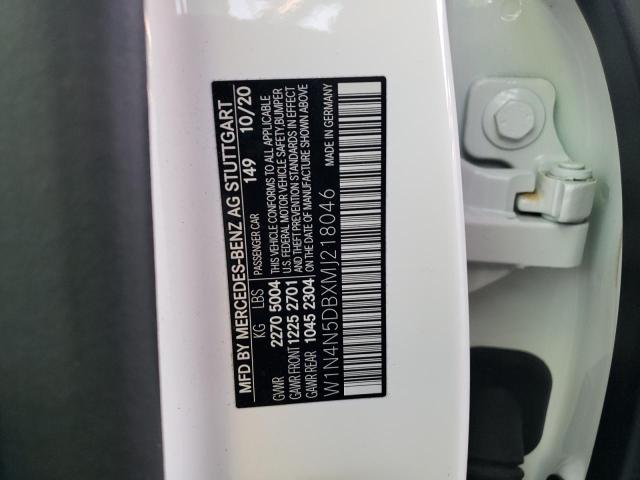 MFD BY MERCEDES-BENZ AG STUTTGART
KG LBS PASSENGER CAR 149 10/20
GVWR 2270 5004 THIS VEHICLE CONFORMS TO ALL APPLICABLE
GAWR FRONT 1225 2701 U.S. FEDERAL MOTOR VEHICLE SAFETY, BUMPER
GAWR REAR 1045 2304 AND THEFT PREVENTION STANDARDS IN EFFECT
ON THE DATE OF MANUFACTURE SHOWN ABOVE
W1N4N5DBXMJ218046 MADE IN GERMANY